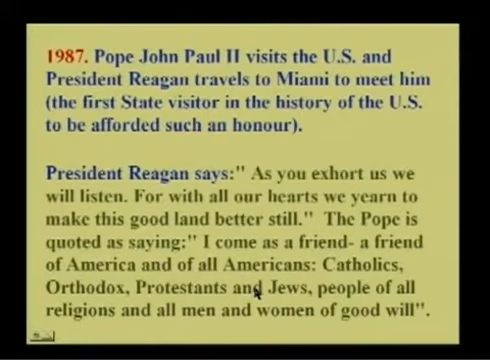 1987. Pope John Paul II visits the U.S. and
President Reagan travels to Miami to meet him
(the first State visitor in the history of the U.S.
to be afforded such an honour).
President Reagan says:" As you exhort us we
will listen. For with all our hearts we yearn to
make this good land better still." The Pope is
quoted as saying:" I come as a friend- a friend
of America and of all Americans: Catholics,
Orthodox, Protestants and Jews, people of all
religions and all men and women of good will".